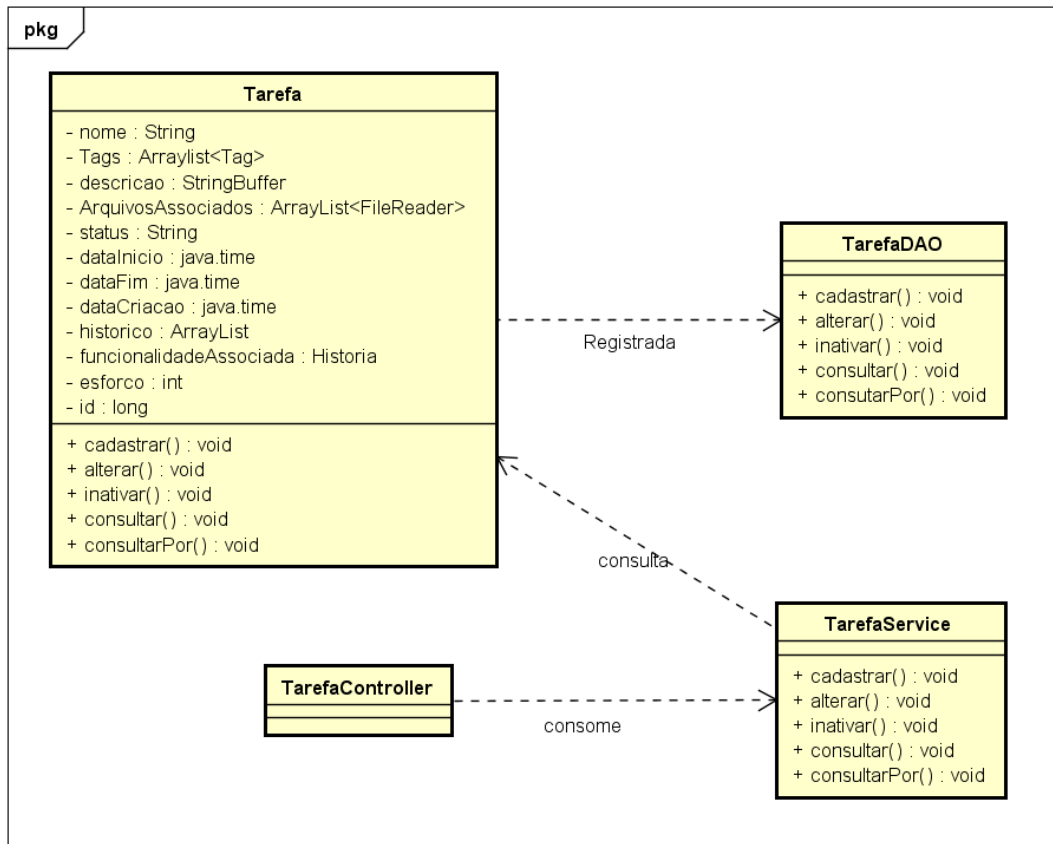 pkg
Tarefa
- nome : String
- Tags : Arraylist<Tag>
- descricao : StringBuffer
- ArquivosAssociados : ArrayList<FileReader>
- status : String
- dataInicio : java.time
- dataFim : java.time
- dataCriacao : java.time
- historico : ArrayList
- funcionalidadeAssociada : Historia
- esforco : int
- id : long
+ cadastrar() : void
+ alterar() : void
+ inativar() : void
+ consultar() : void
+ consultarPor() : void
Registrada
TarefaDAO
+ cadastrar() : void
+ alterar() : void
+ inativar() : void
+ consultar() : void
+ consutarPor() : void
consulta
TarefaController
consome
TarefaService
+ cadastrar() : void
+ alterar() : void
+ inativar() : void
+ consultar() : void
+ consultarPor() : void